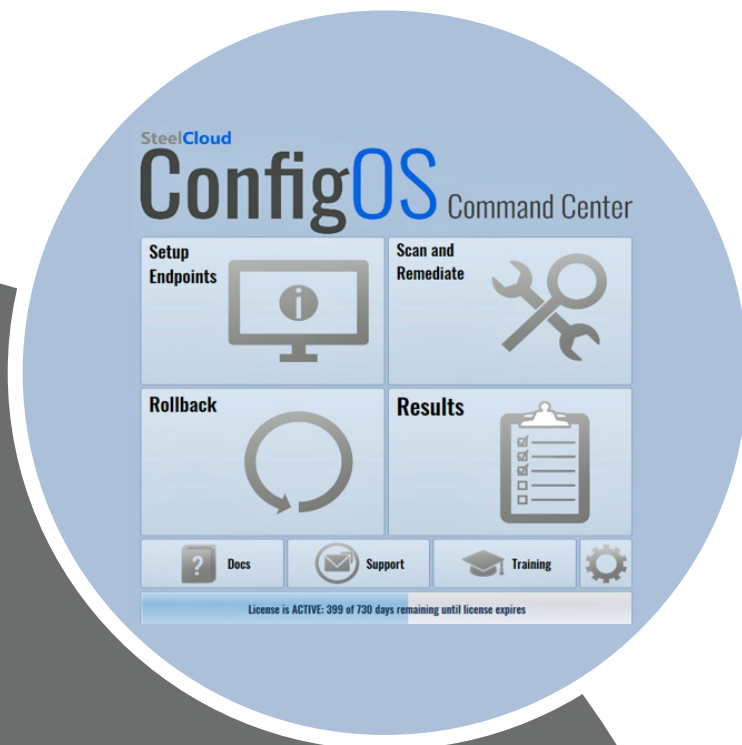 SteelCloud
ConfigOS Command Center
Setup
Endpoints
Scan and
Remediate
Rollback
Results
? Docs
Support
Training
License is ACTIVE: 399 of 730 days remaining until license expires